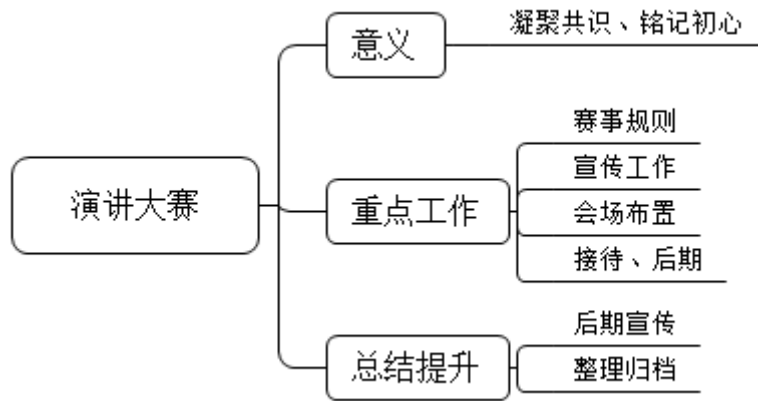 演讲大赛
意义
凝聚共识、铭记初心
重点工作
赛事规则
宣传工作
会场布置
接待、后期
总结提升
后期宣传
整理归档